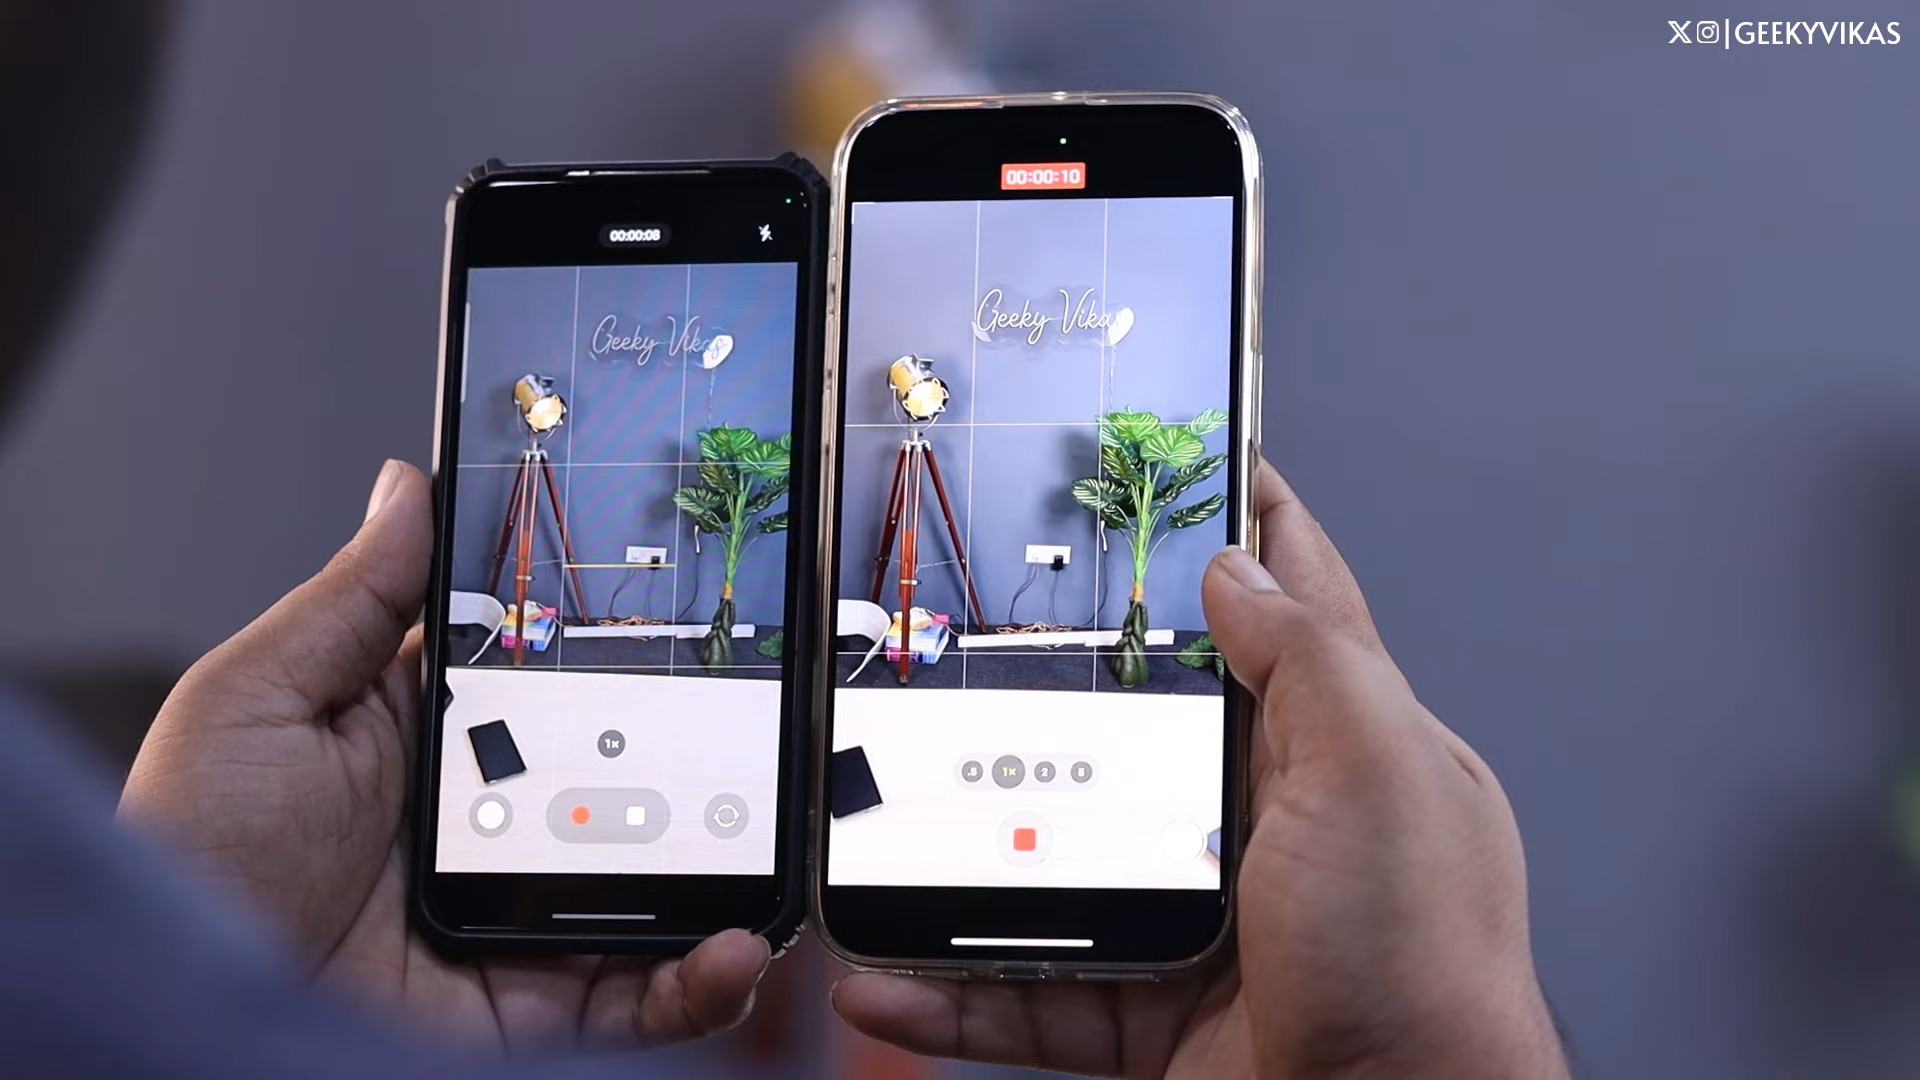 X|GEEKYVIKAS
00:00:08
Geeky Vikas
1x
00:00:10
Geeky Vikas
.5 1x 2 5